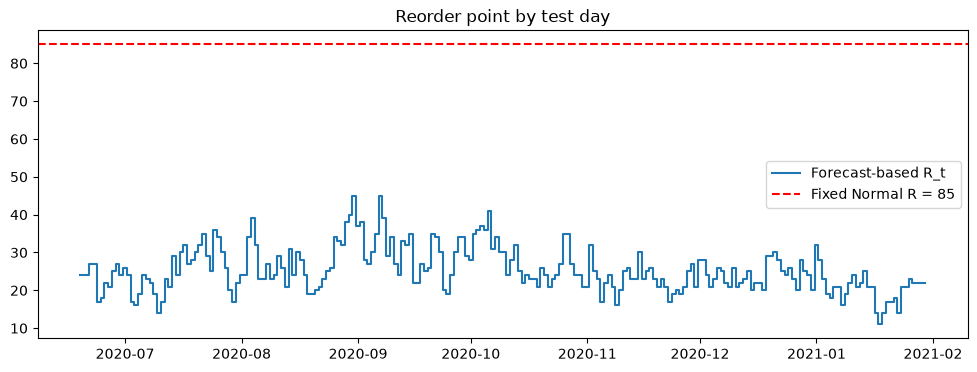 Reorder point by test day
80
70
60
50
40
30
20
10
Forecast-based R_t
Fixed Normal R = 85
2020-07 2020-08 2020-09 2020-10 2020-11 2020-12 2021-01 2021-02